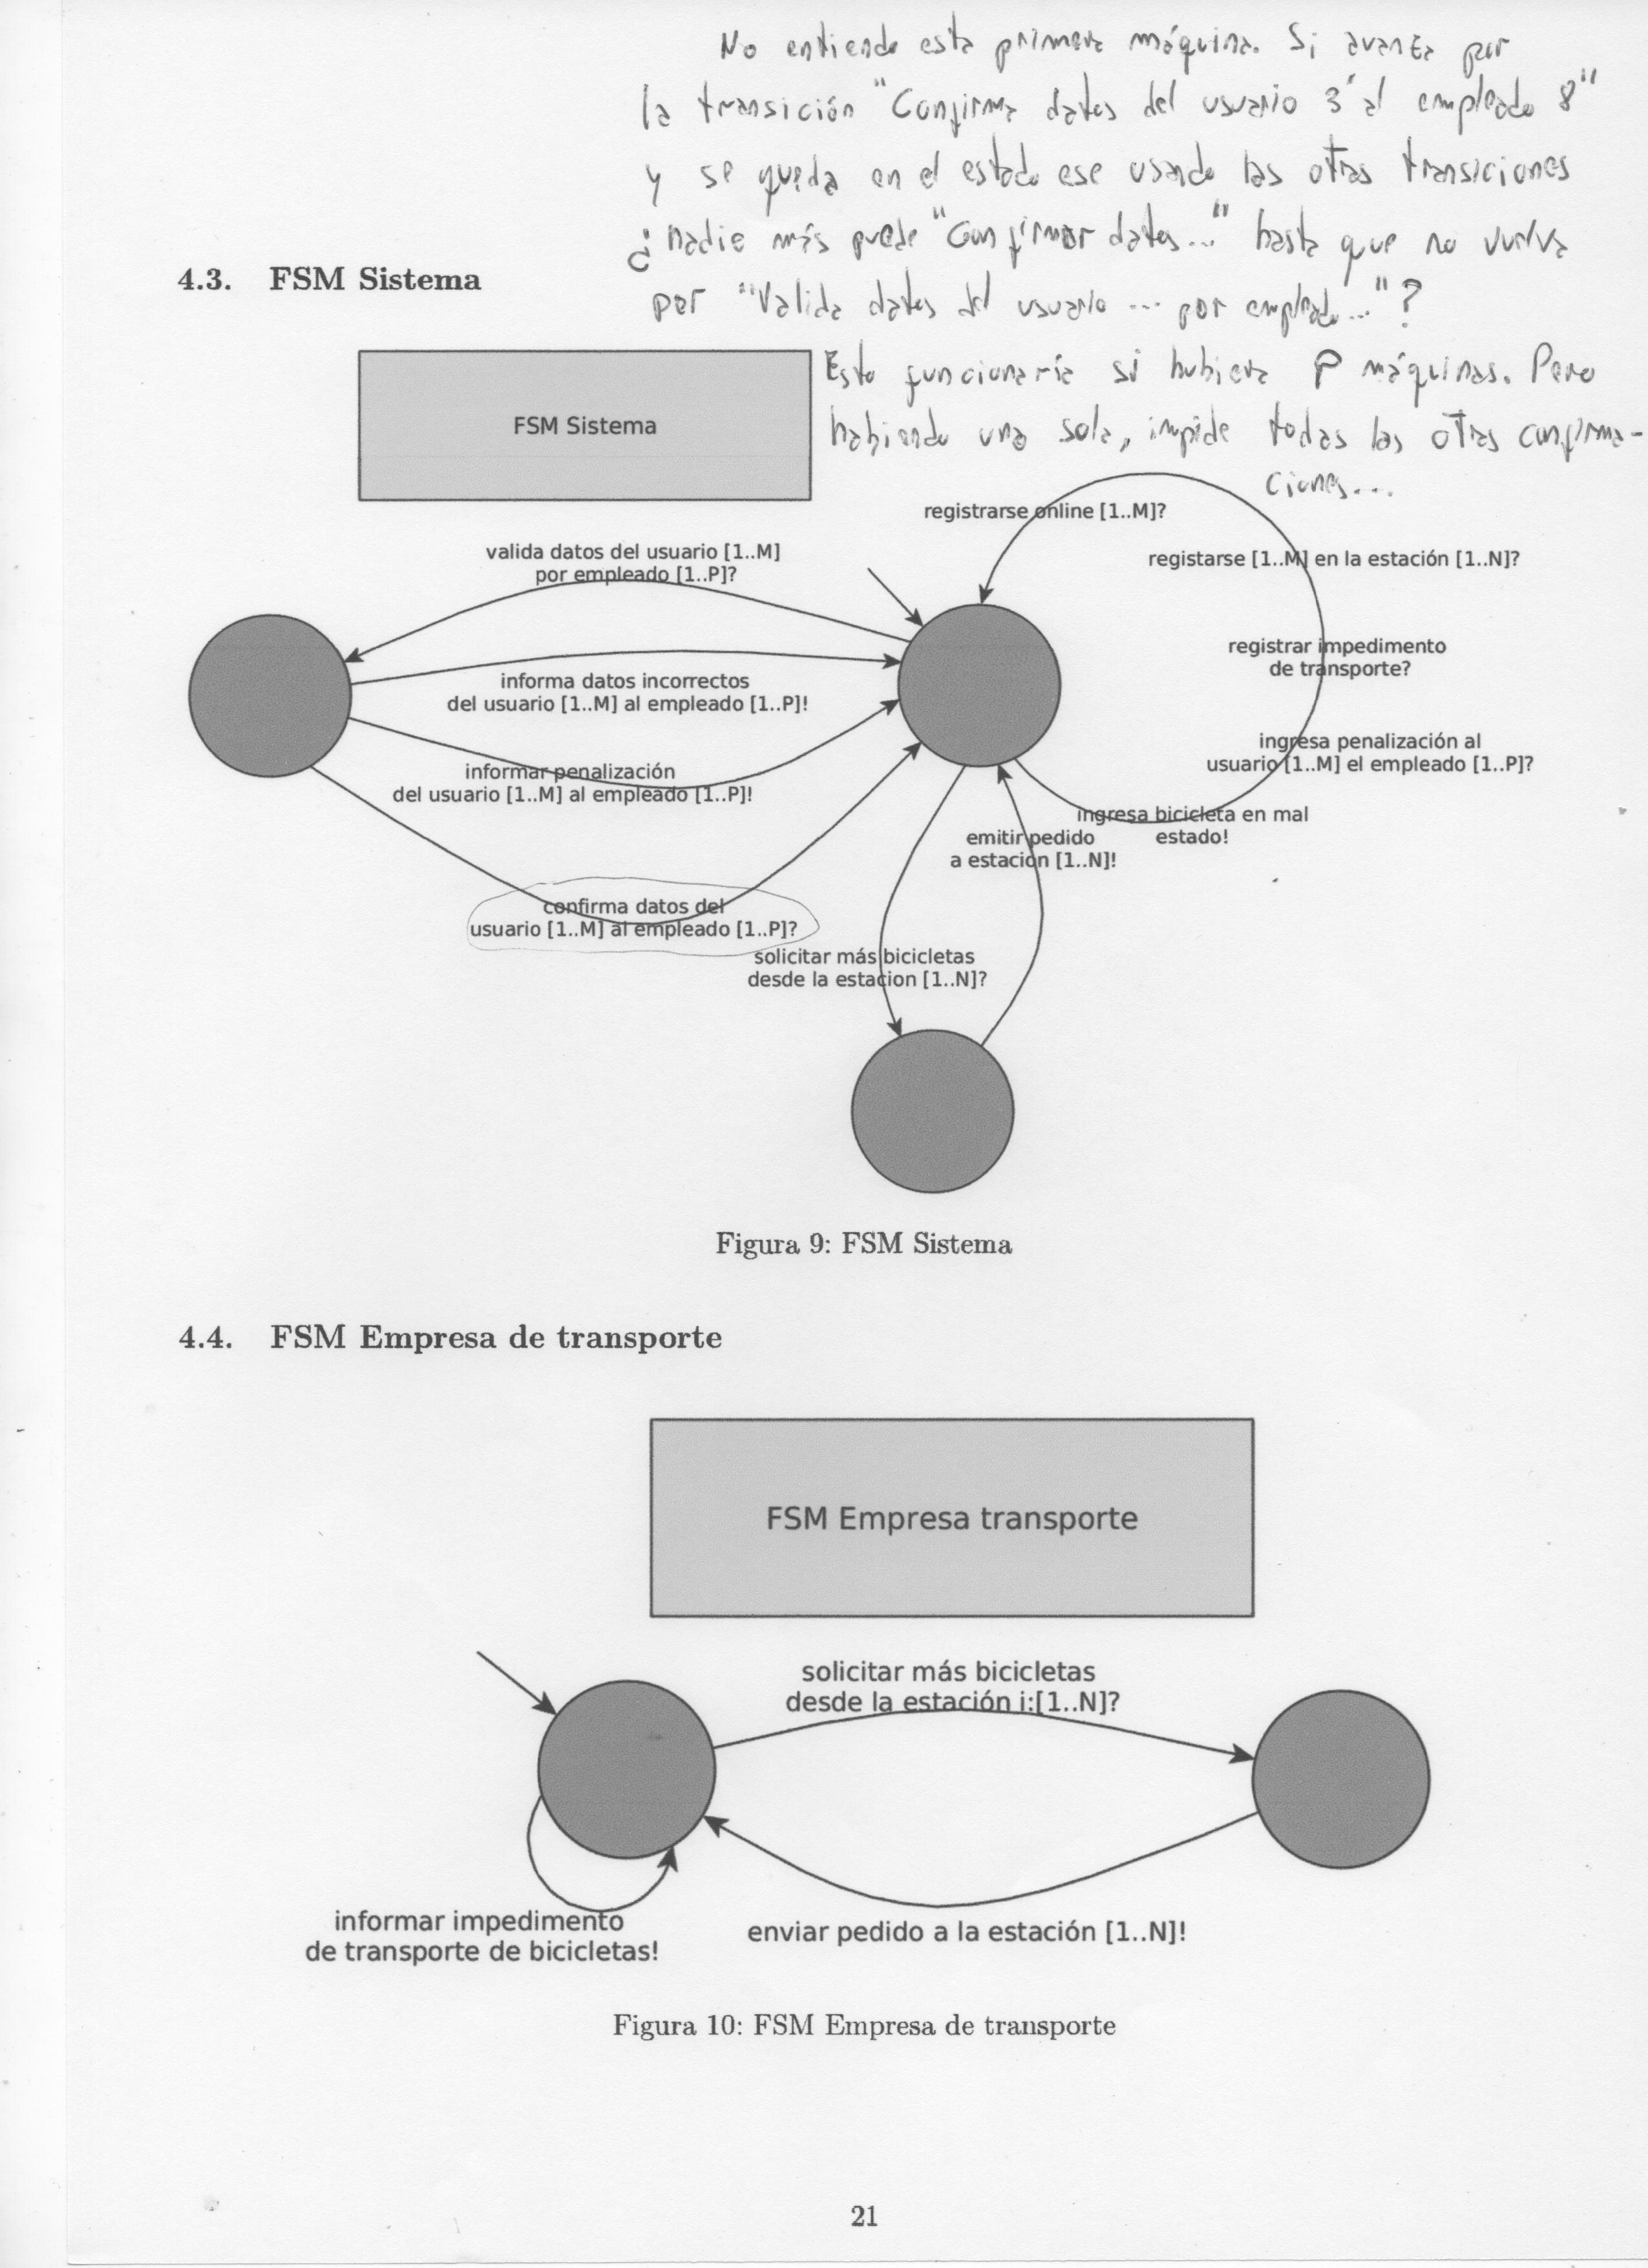 No entiendo esta primera máquina. Si avanza por
la transición "Confirma datos del usuario 3 al empleado 8"
y se queda en el estado ese usando las otras transiciones
¿nadie más puede "Confirmar datos..." hasta que no vuelva
por "Valida datos del usuario ... por empleado..."?
4.3. FSM Sistema
Esto funcionaría si hubiera P máquinas. Pero
habiendo una sola, impide todas las otras confirma-
ciones...
FSM Sistema
registrarse online [1..M]?
valida datos del usuario [1..M]
por empleado [1..P]?
registarse [1..M] en la estación [1..N]?
registrar impedimento
de transporte?
informa datos incorrectos
del usuario [1..M] al empleado [1..P]!
ingresa penalización al
usuario [1..M] el empleado [1..P]?
informar penalización
del usuario [1..M] al empleado [1..P]!
ingresa bicicleta en mal
estado!
emitir pedido
a estacion [1..N]!
confirma datos del
usuario [1..M] al empleado [1..P]?
solicitar más bicicletas
desde la estacion [1..N]?
Figura 9: FSM Sistema
4.4. FSM Empresa de transporte
FSM Empresa transporte
solicitar más bicicletas
desde la estación i:[1..N]?
informar impedimento
de transporte de bicicletas!
enviar pedido a la estación [1..N]!
Figura 10: FSM Empresa de transporte
21